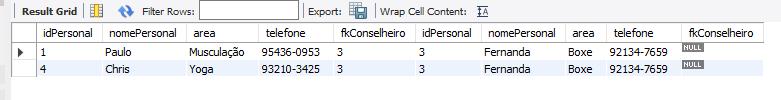 Result Grid Filter Rows: Export: Wrap Cell Content: IA
idPersonal nomePersonal area telefone fkConselheiro idPersonal nomePersonal area telefone fkConselheiro
1 Paulo Musculação 95436-0953 3 3 Fernanda Boxe 92134-7659 NULL
4 Chris Yoga 93210-3425 3 3 Fernanda Boxe 92134-7659 NULL